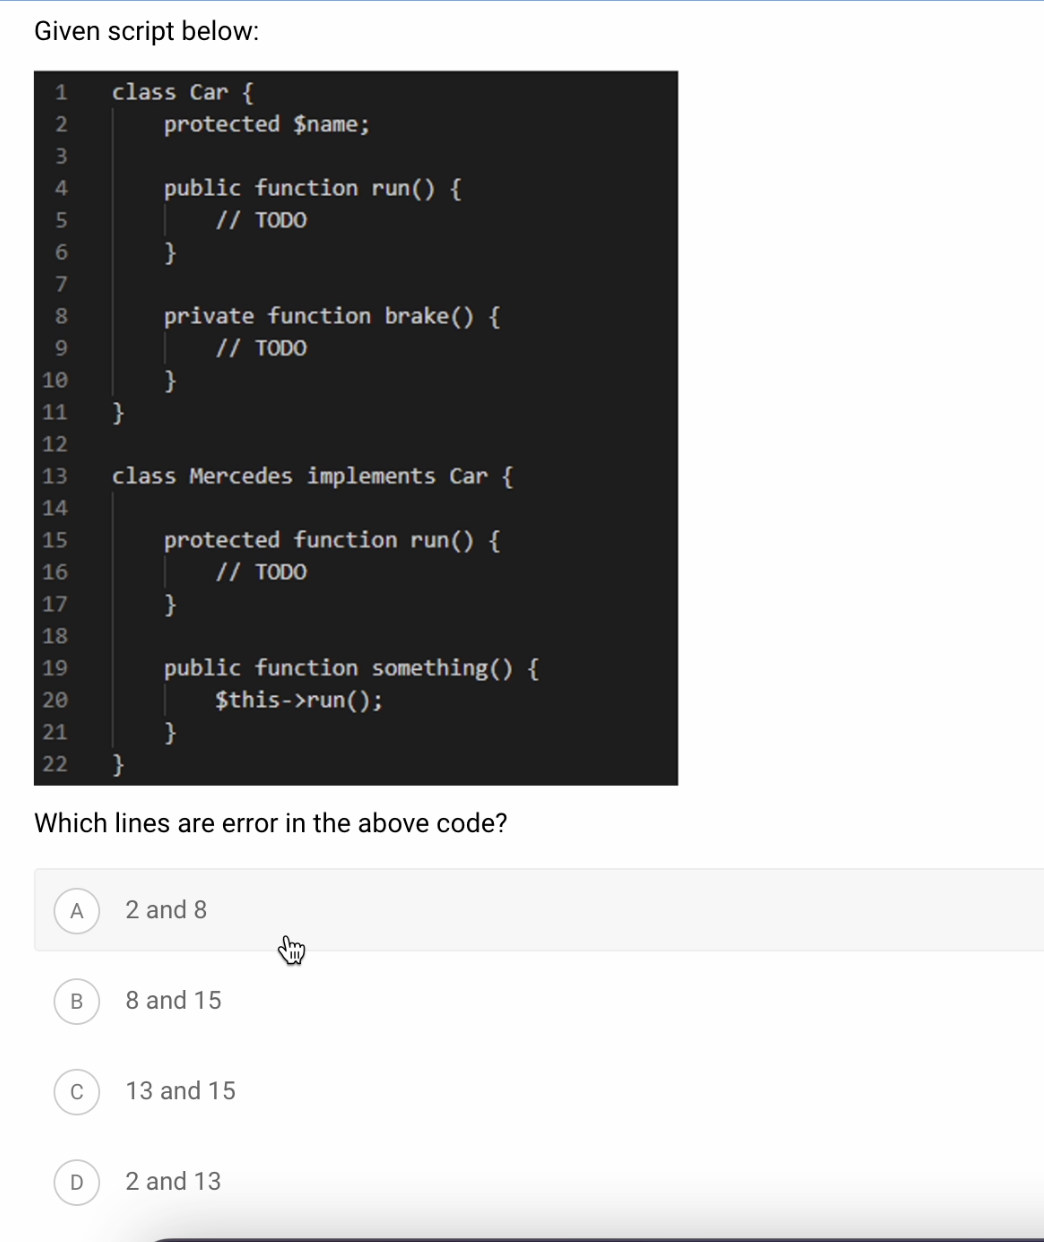 Given script below:
1 class Car {
2 protected $name;
3
4 public function run() {
5 // TODO
6 }
7
8 private function brake() {
9 // TODO
10 }
11 }
12
13 class Mercedes implements Car {
14
15 protected function run() {
16 // TODO
17 }
18
19 public function something() {
20 $this->run();
21 }
22 }
Which lines are error in the above code?
A 2 and 8
B 8 and 15
C 13 and 15
D 2 and 13